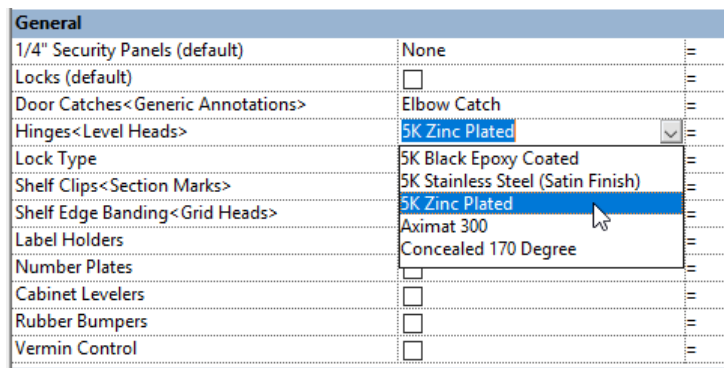 General
1/4" Security Panels (default) None =
Locks (default) =
Door Catches<Generic Annotations> Elbow Catch =
Hinges<Level Heads> 5K Zinc Plated =
Lock Type 5K Black Epoxy Coated =
Shelf Clips<Section Marks> 5K Stainless Steel (Satin Finish) =
Shelf Edge Banding<Grid Heads> 5K Zinc Plated =
Label Holders Aximat 300 =
Number Plates Concealed 170 Degree =
Cabinet Levelers =
Rubber Bumpers =
Vermin Control =